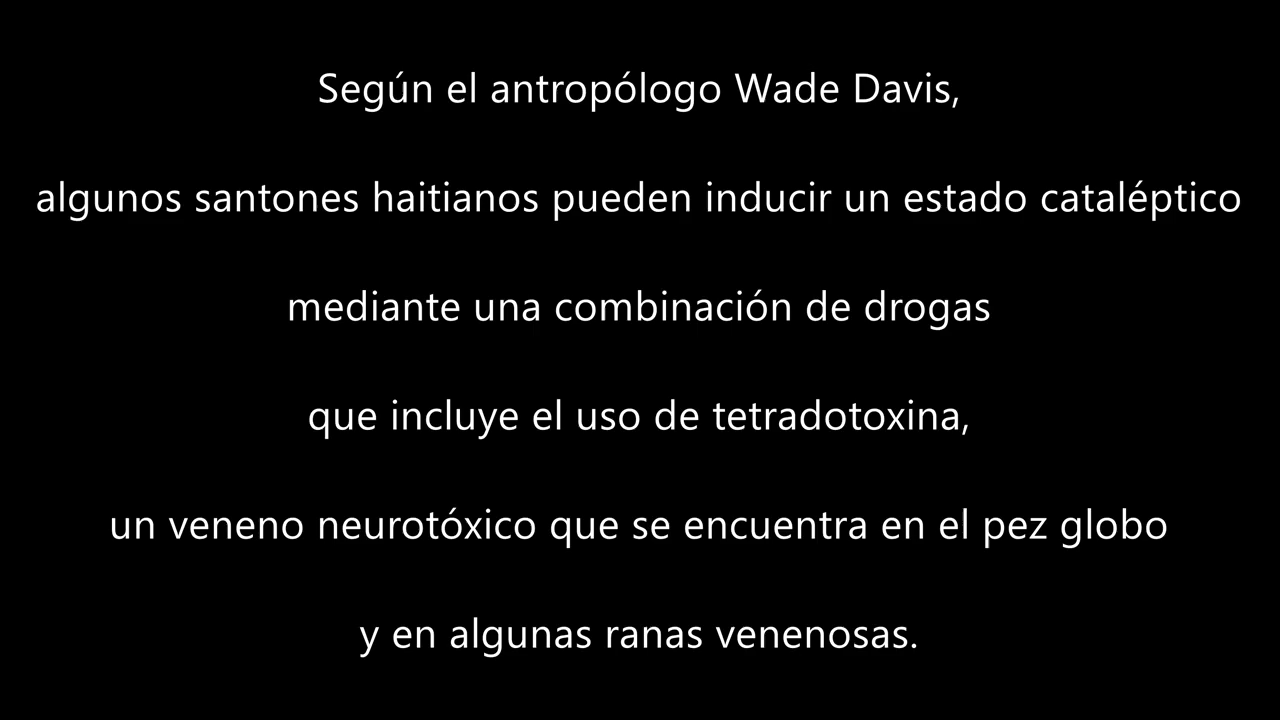 Según el antropólogo Wade Davis,
algunos santones haitianos pueden inducir un estado cataléptico
mediante una combinación de drogas
que incluye el uso de tetradotoxina,
un veneno neurotóxico que se encuentra en el pez globo
y en algunas ranas venenosas.